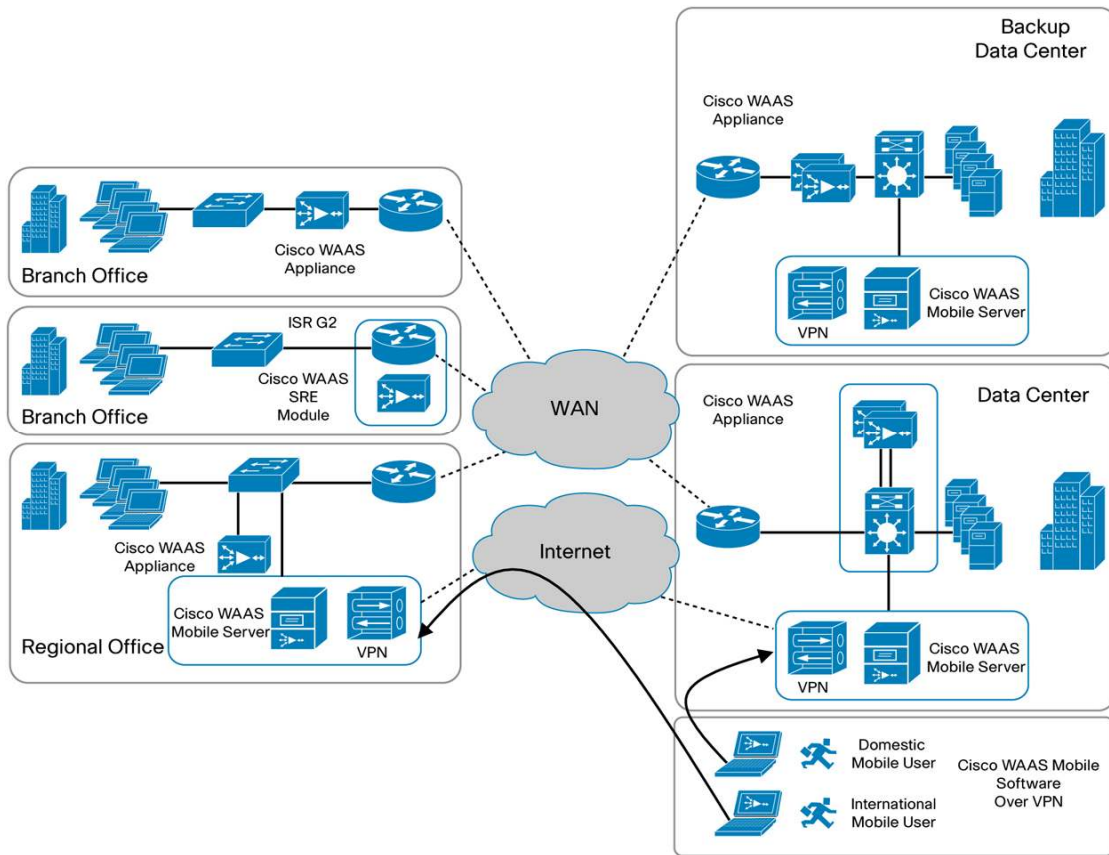 Backup
Data Center
Cisco WAAS
Appliance
VPN
Cisco WAAS
Mobile Server
Cisco WAAS
Appliance
Branch Office
ISR G2
Cisco WAAS
SRE
Module
Branch Office
WAN
Cisco WAAS
Appliance
Data Center
Cisco WAAS
Appliance
Cisco WAAS
Mobile Server
VPN
Regional Office
Internet
VPN
Cisco WAAS
Mobile Server
Domestic
Mobile User
International
Mobile User
Cisco WAAS Mobile
Software
Over VPN